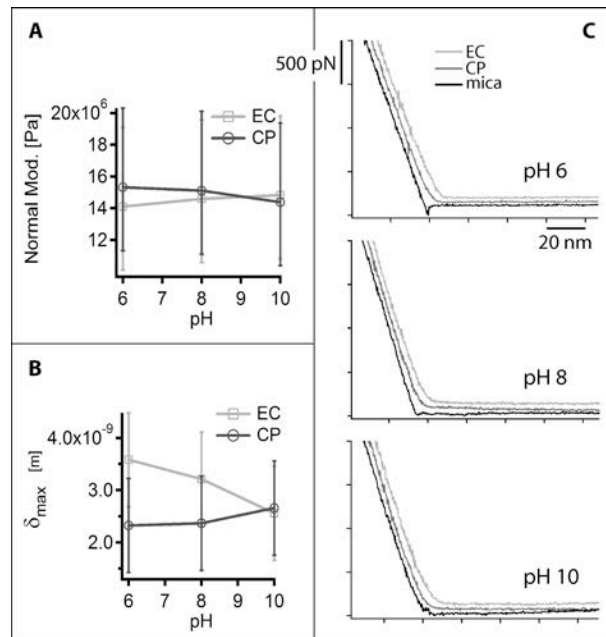 A
20x10⁶
18
16
14
12
Normal Mod. [Pa]
EC
CP
6 7 8 9 10
pH
B
4.0x10⁻⁹
3.0
2.0
δmax [m]
EC
CP
6 7 8 9 10
pH
C
500 pN
EC
CP
mica
pH 6
20 nm
pH 8
pH 10